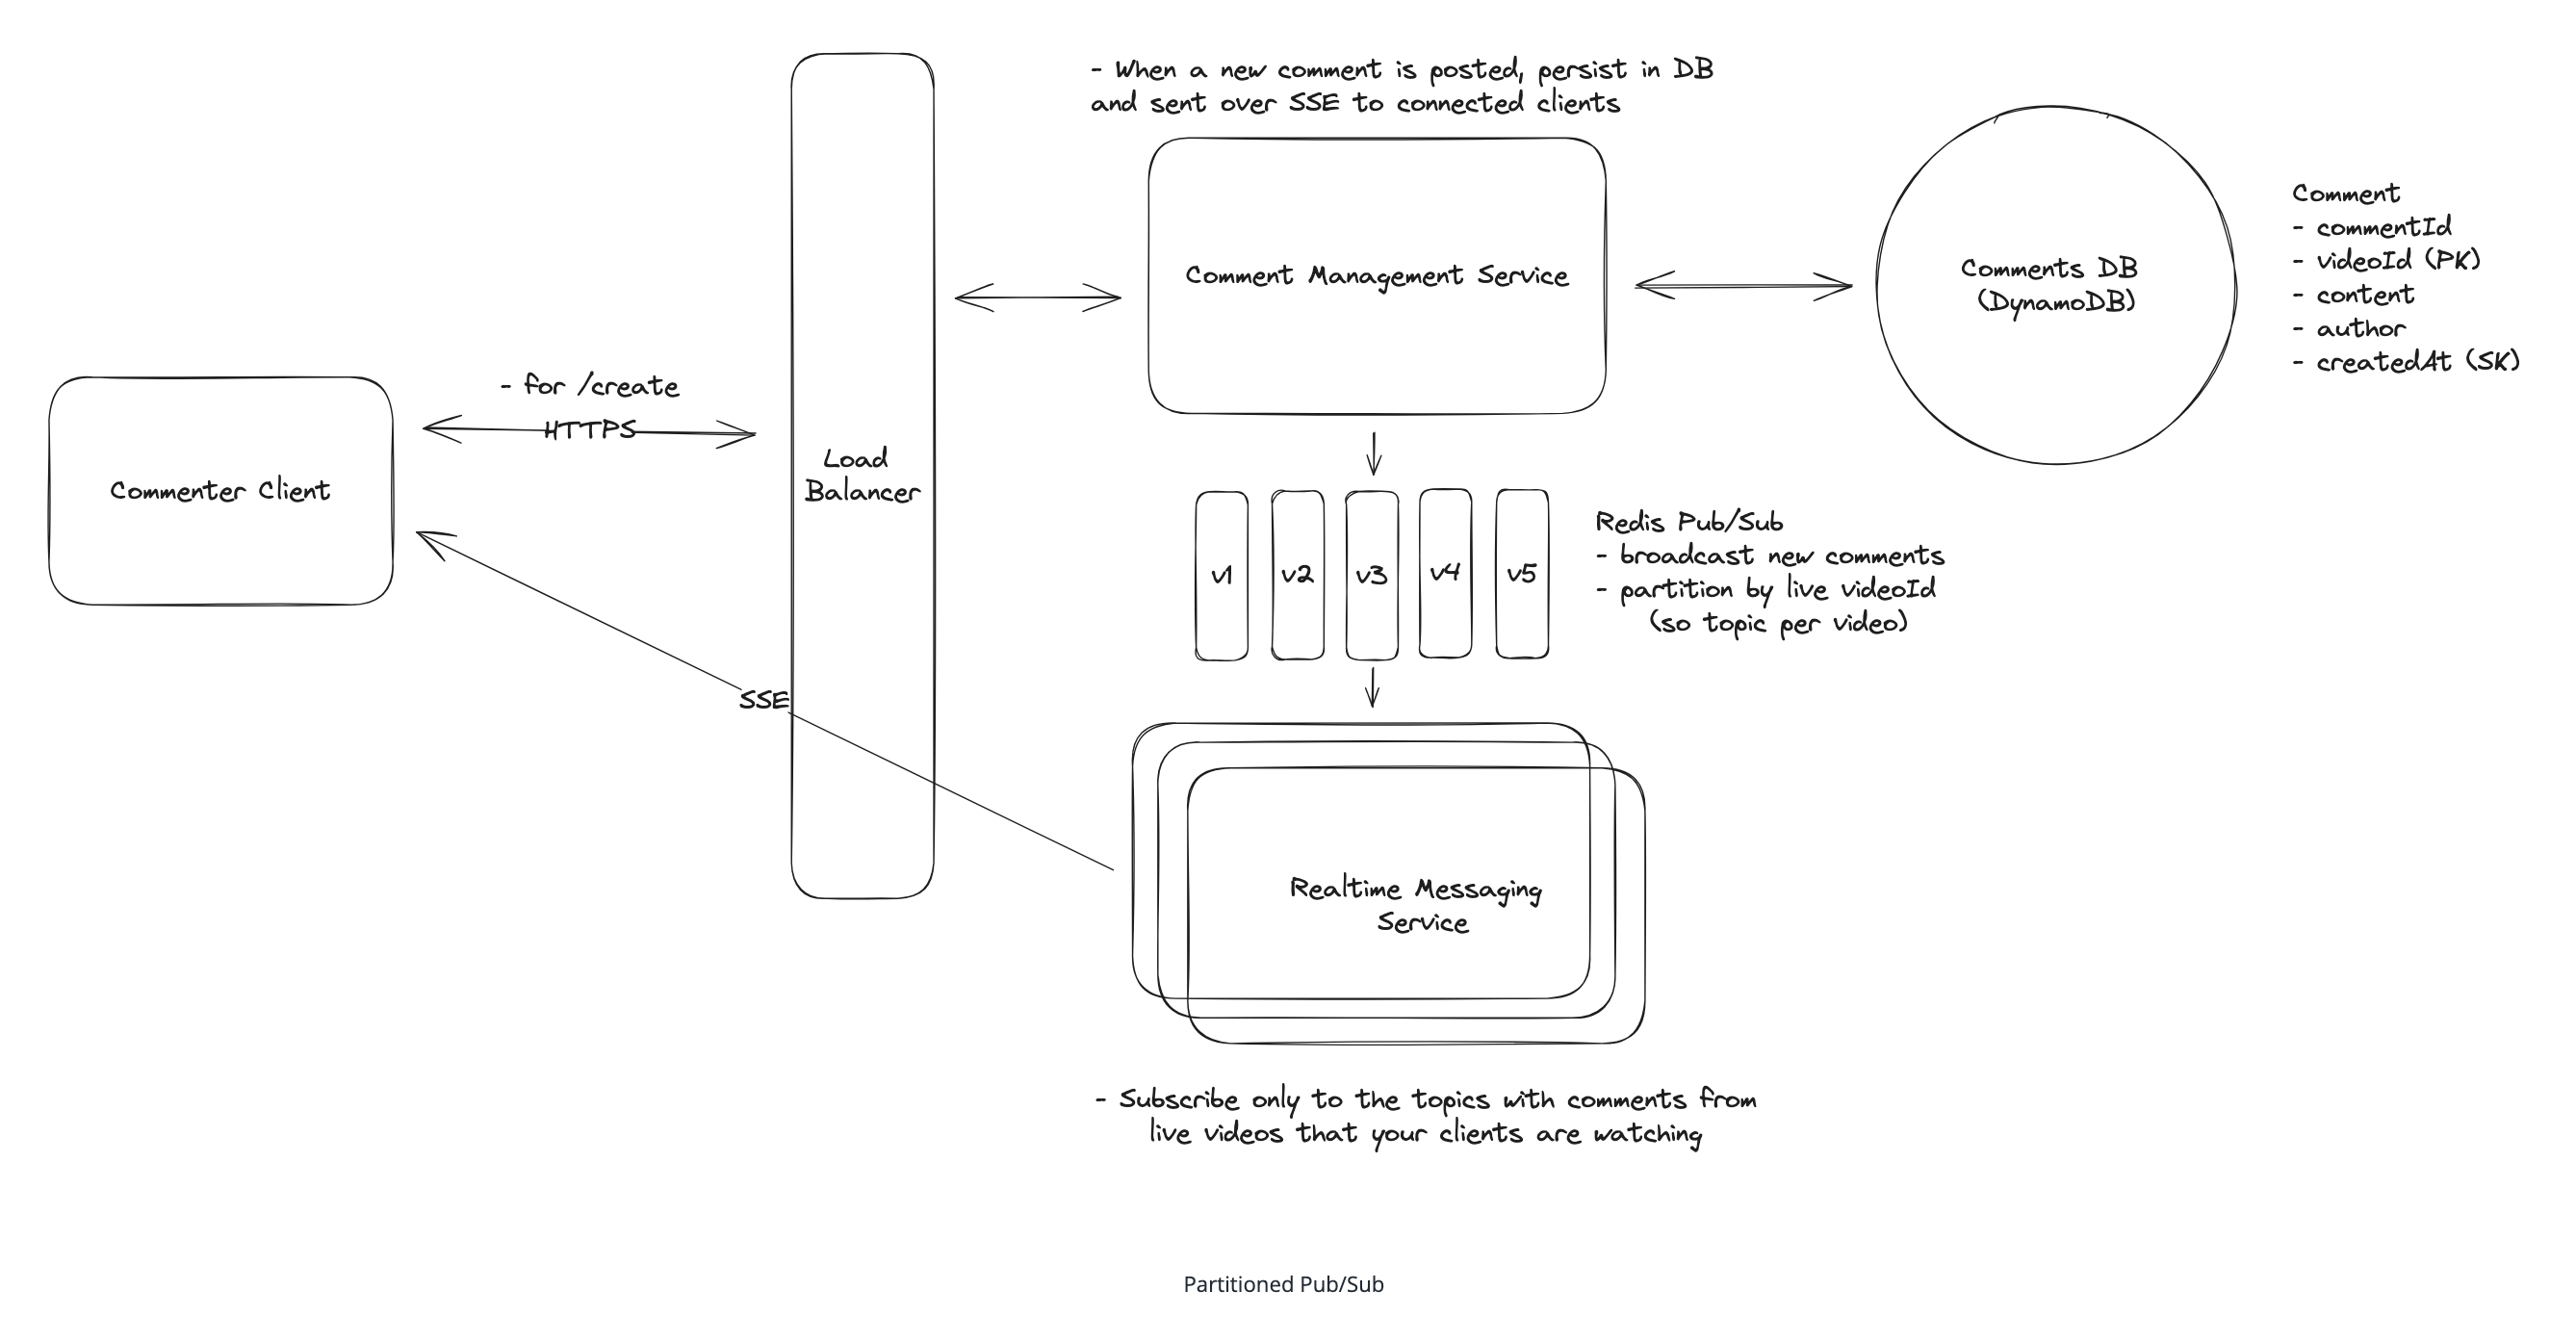 - When a new comment is posted, persist in DB
and sent over SSE to connected clients
Comment Management Service
Comments DB
(DynamoDB)
Comment
- commentId
- videoId (PK)
- content
- author
- createdAt (SK)
- for /create
HTTPS
Commenter Client
Load
Balancer
v1
v2
v3
v4
v5
Redis Pub/Sub
- broadcast new comments
- partition by live videoId
(so topic per video)
SSE
Realtime Messaging
Service
- Subscribe only to the topics with comments from
live videos that your clients are watching
Partitioned Pub/Sub